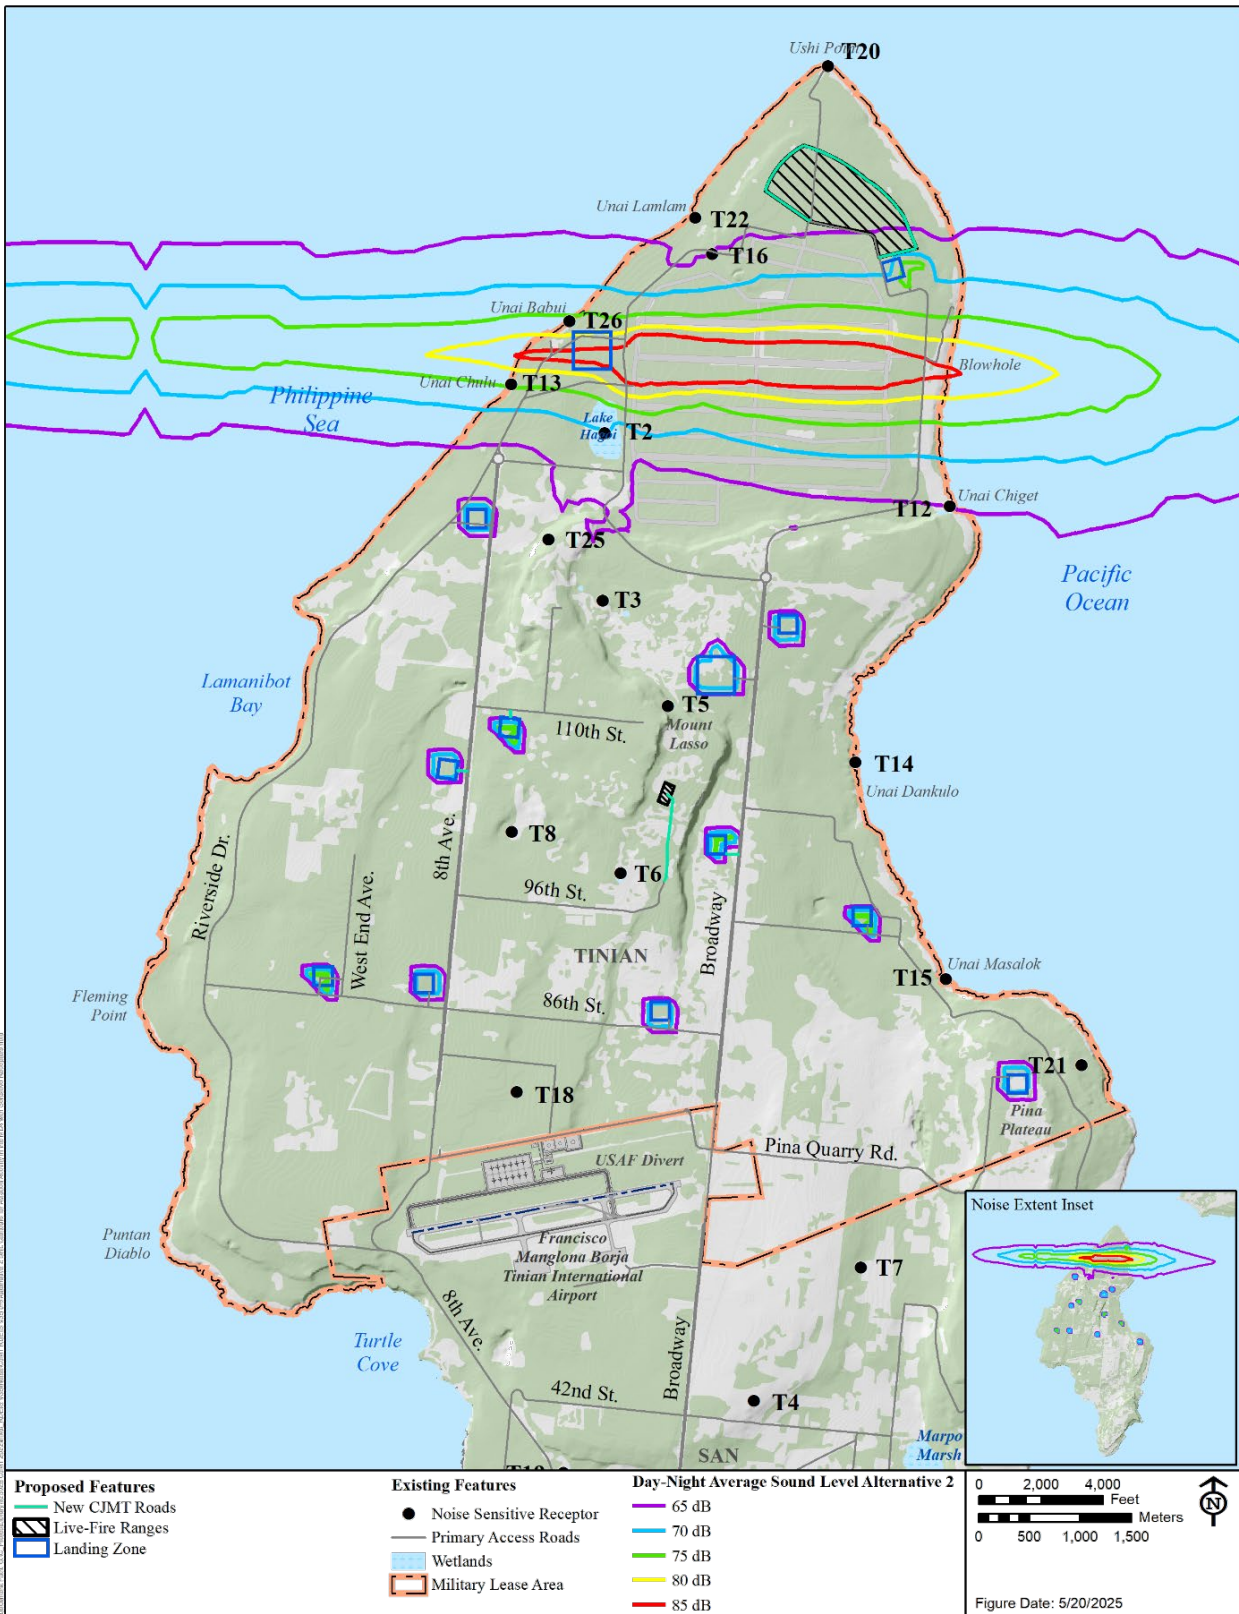 Ushi Point
T20
Unai Lamlam
T22
T16
Unai Babui
T26
Blowhole
Unai Chulu
T13
Philippine
Sea
Lake
Hagoi
T2
Unai Chiget
T12
T25
Pacific
Ocean
T3
Lamanibot
Bay
T5
Mount
Lasso
110th St.
T14
Unai Dankulo
8th Ave.
T8
Riverside Dr.
T6
96th St.
West End Ave.
Broadway
TINIAN
Unai Masalok
T15
Fleming
Point
86th St.
T21
T18
Pina
Plateau
Pina Quarry Rd.
USAF Divert
Noise Extent Inset
Puntan
Diablo
Francisco
Manglona Borja
Tinian International
Airport
T7
8th Ave.
Turtle
Cove
Broadway
42nd St.
T4
Marpo
Marsh
SAN
Proposed Features
New CJMT Roads
Live-Fire Ranges
Landing Zone
Existing Features
Noise Sensitive Receptor
Primary Access Roads
Wetlands
Military Lease Area
Day-Night Average Sound Level Alternative 2
65 dB
70 dB
75 dB
80 dB
85 dB
0 2,000 4,000
Feet
Meters
0 500 1,000 1,500
N
Figure Date: 5/20/2025